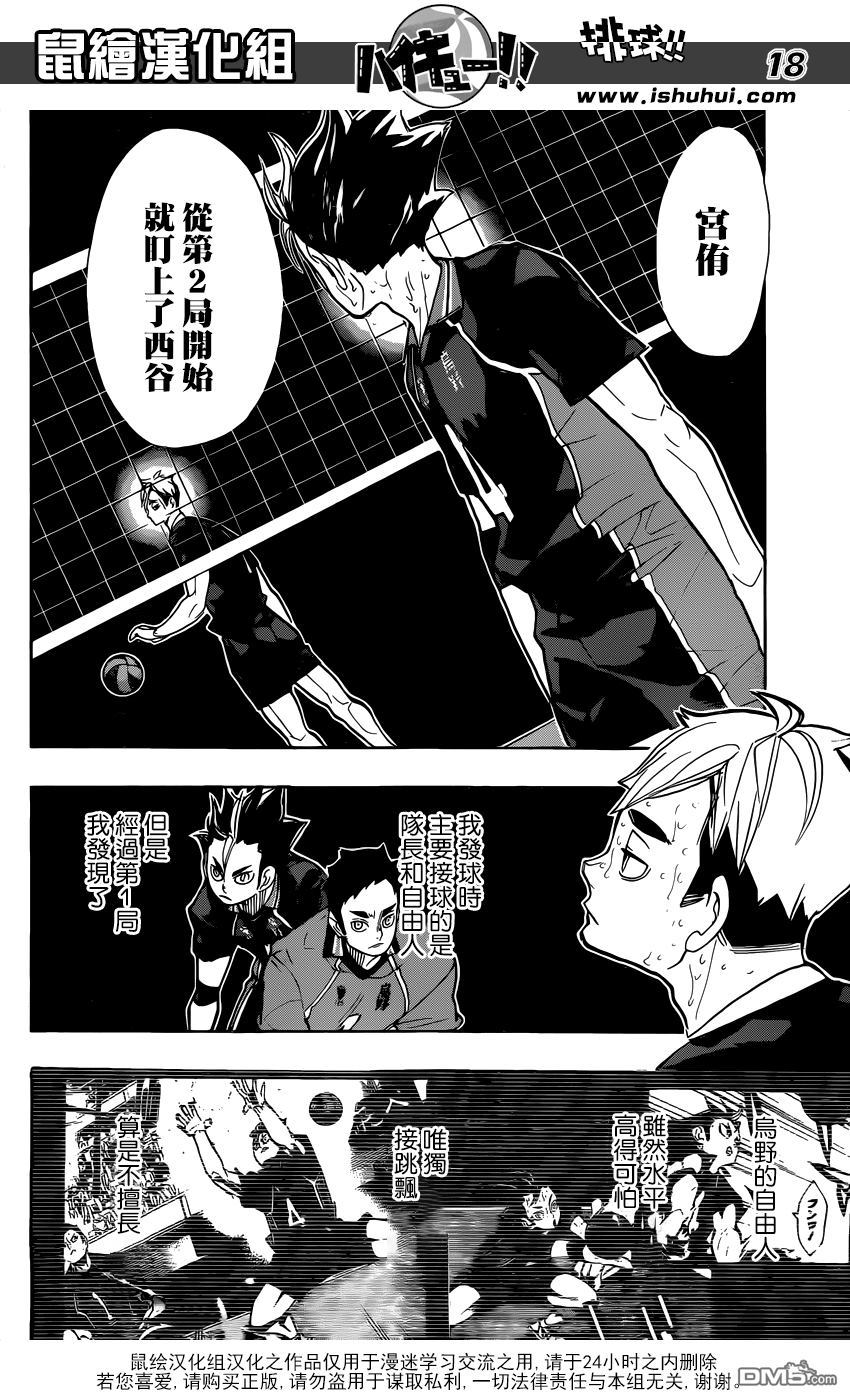 鼠繪漢化組
ハイキュー!!
排球!!
18
www.ishuhui.com
宮侑
從第2局開始
就盯上了西谷
我發球時
主要接球的是
隊長和自由人
但是
經過第1局
我發現了
烏野的自由人
雖然水平
高得可怕
唯獨
接跳飄
算是不擅長
烏野
鼠绘汉化组汉化之作品仅用于漫迷学习交流之用, 请于24小时之内删除
若您喜爱, 请购买正版, 请勿盗用于谋取私利, 一切法律责任与本组无关, 谢谢。
DM5.com